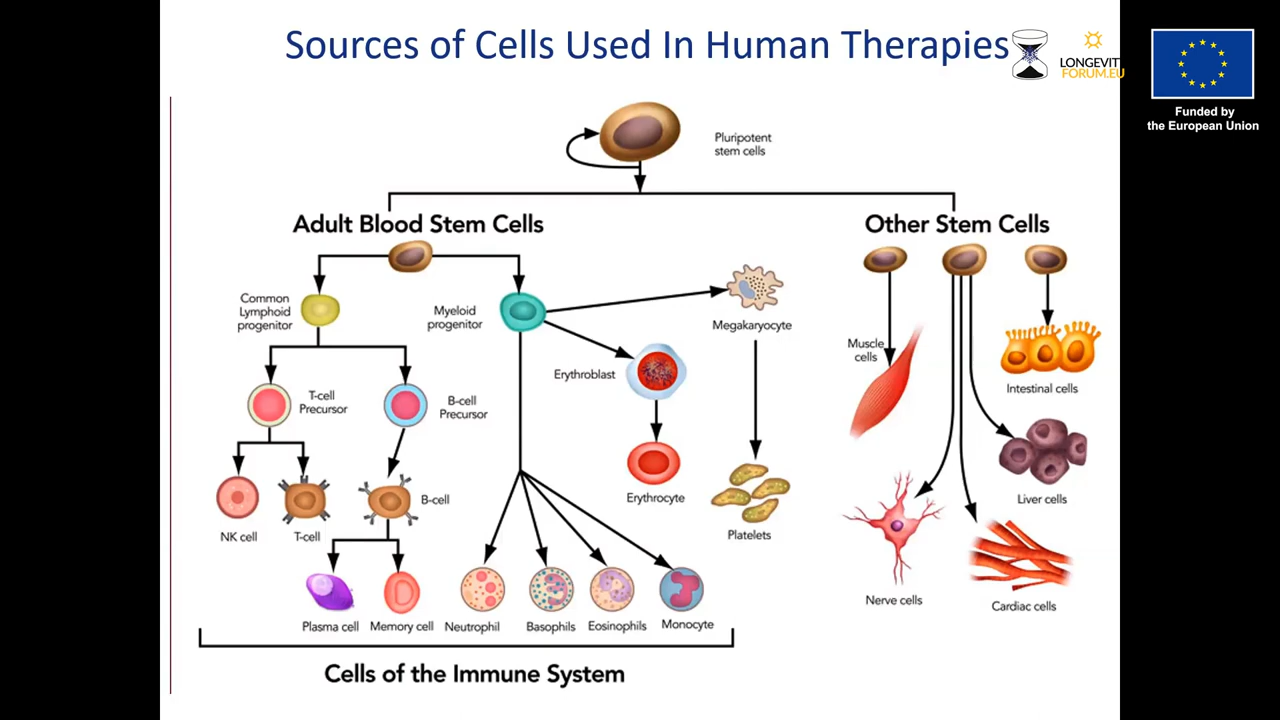 Sources of Cells Used In Human Therapies
LONGEVIT
FORUM.EU
Funded by
the European Union
Pluripotent
stem cells
Adult Blood Stem Cells
Other Stem Cells
Common
Lymphoid
progenitor
Myeloid
progenitor
Megakaryocyte
Erythroblast
Muscle
cells
Intestinal cells
T-cell
Precursor
B-cell
Precursor
Erythrocyte
Liver cells
NK cell
T-cell
B-cell
Platelets
Nerve cells
Cardiac cells
Plasma cell
Memory cell
Neutrophil
Basophils
Eosinophils
Monocyte
Cells of the Immune System